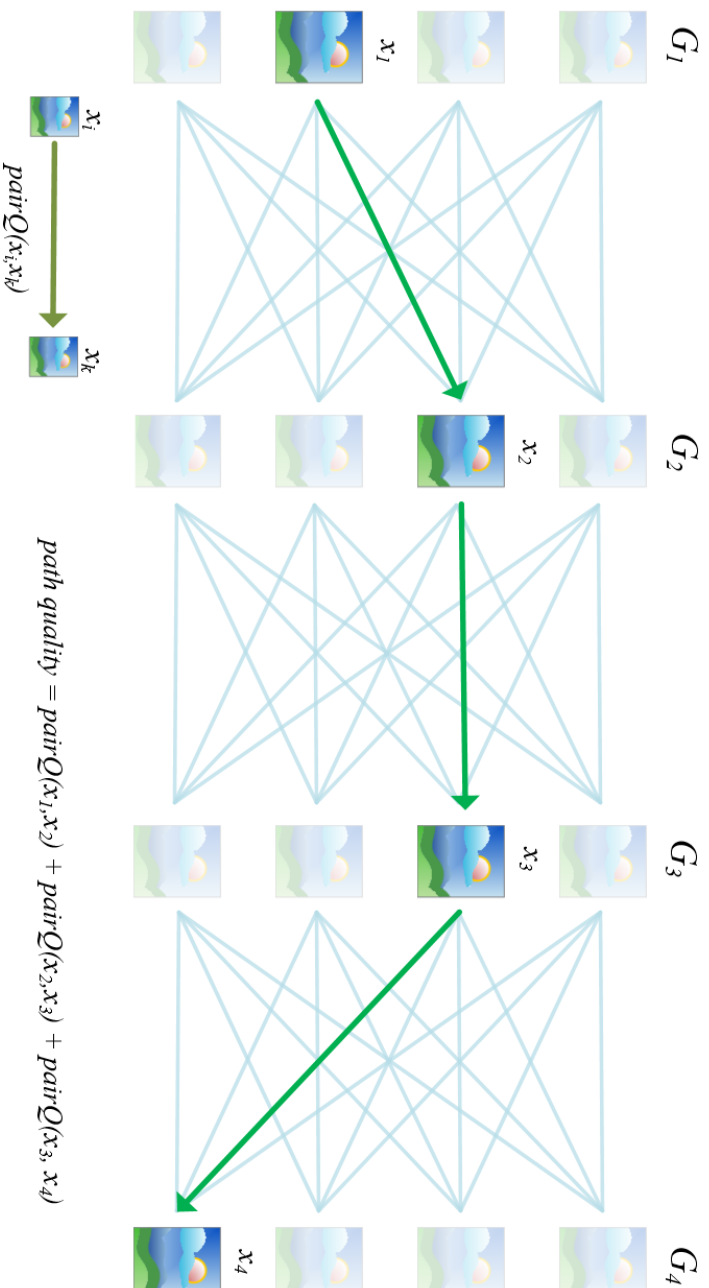 G1 G2 G3 G4
x1
x2
x3
x4
xi xk
pairQ(xi,xk)
path quality = pairQ(x1,x2) + pairQ(x2,x3) + pairQ(x3, x4)